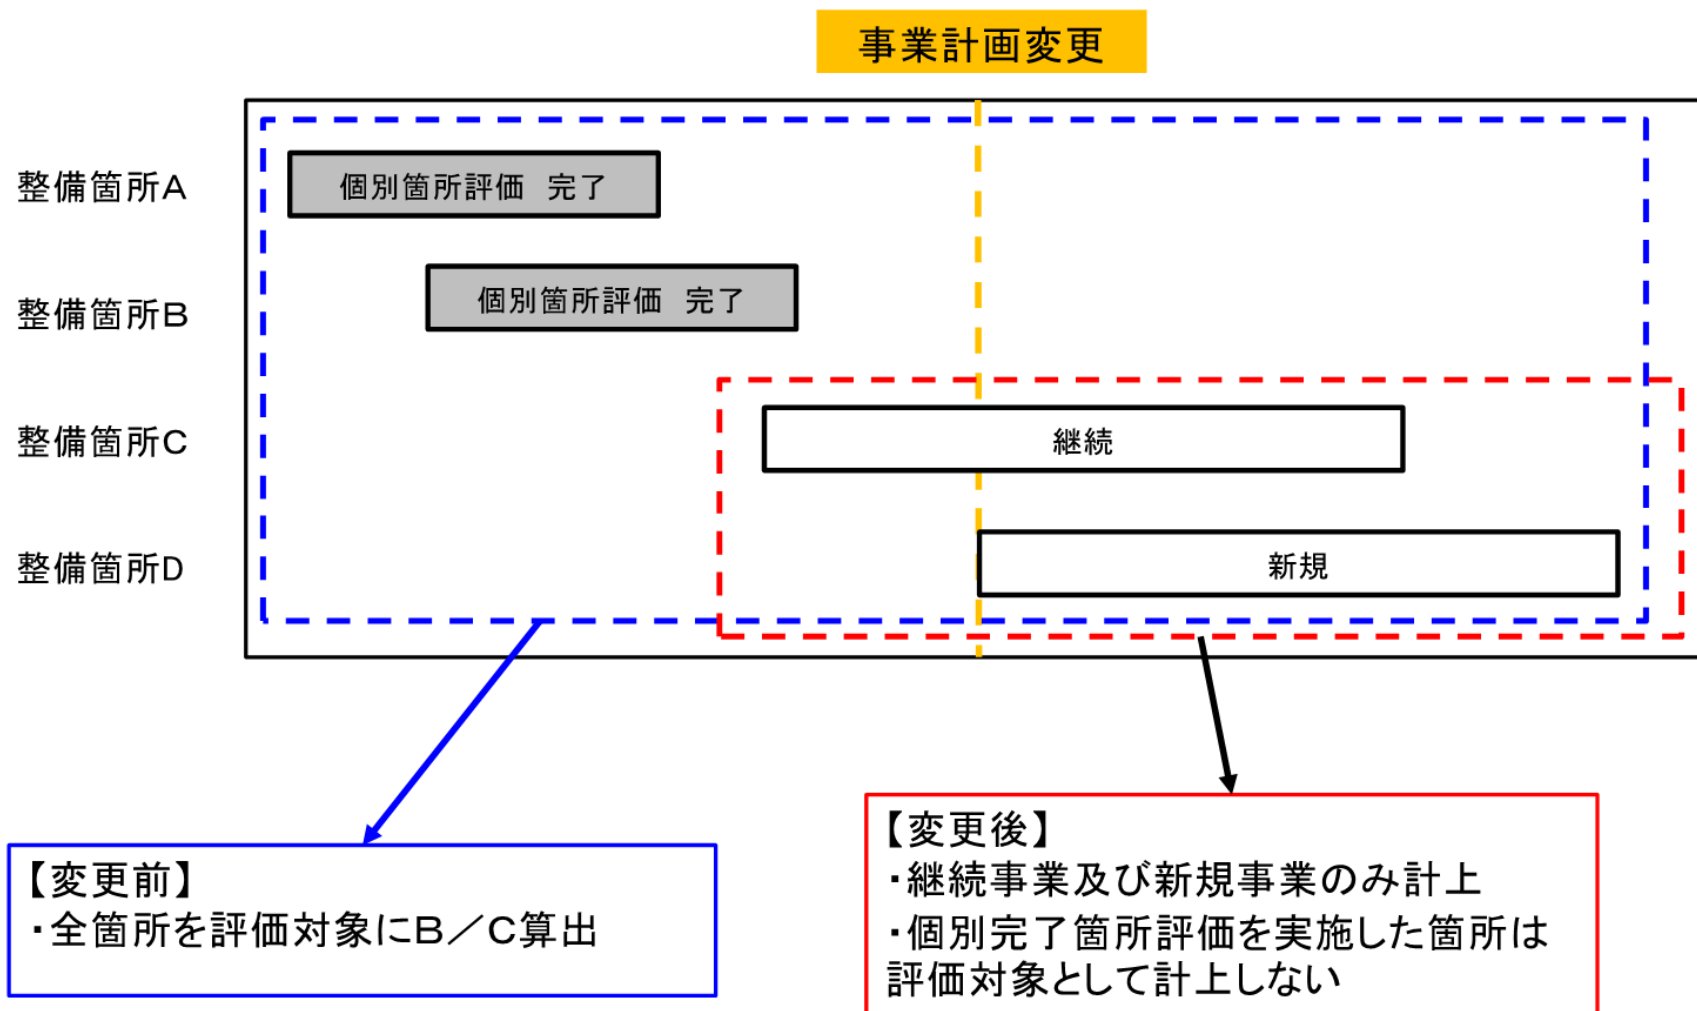 事業計画変更
整備箇所A
個別箇所評価　完了
整備箇所B
個別箇所評価　完了
整備箇所C
継続
整備箇所D
新規
【変更前】
・全箇所を評価対象にB／C算出
【変更後】
・継続事業及び新規事業のみ計上
・個別完了箇所評価を実施した箇所は
評価対象として計上しない